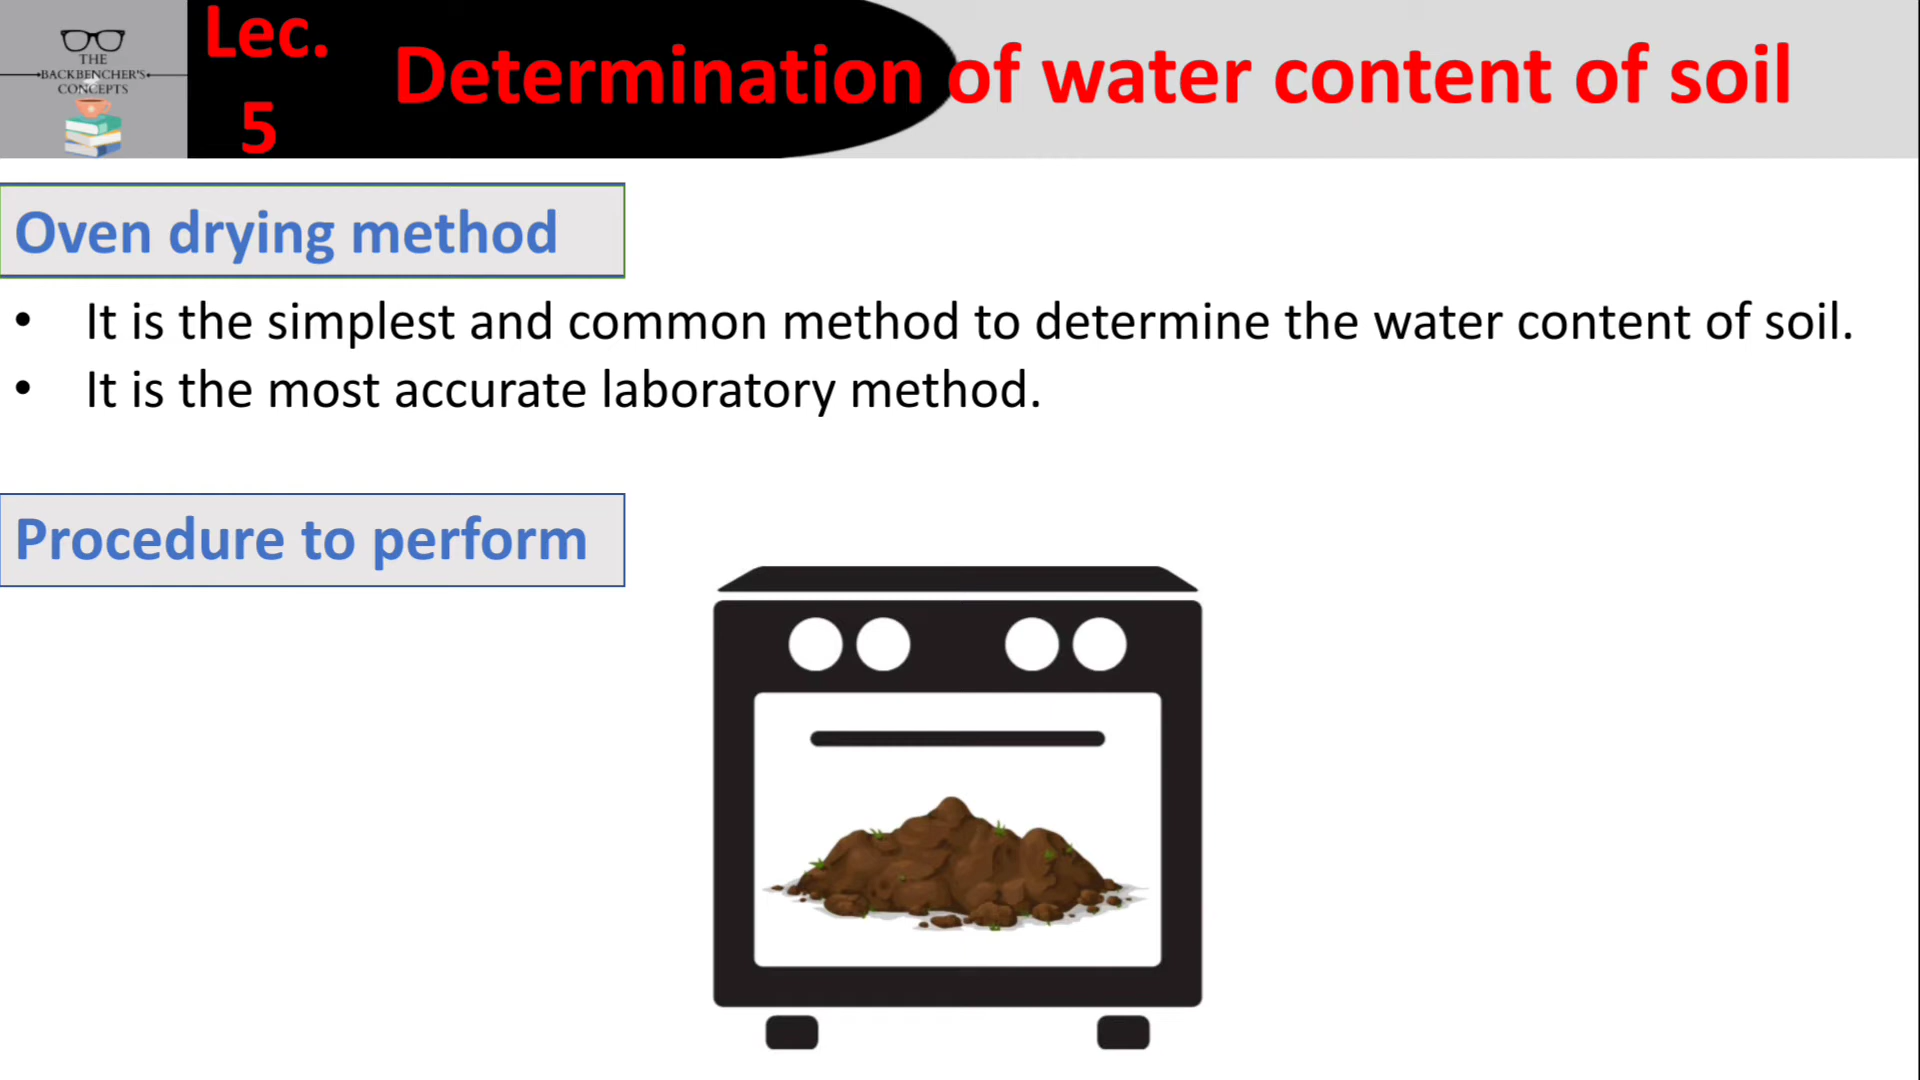 THE
BACKBENCHER'S
CONCEPTS
Lec.
5
Determination of water content of soil
Oven drying method
• It is the simplest and common method to determine the water content of soil.
• It is the most accurate laboratory method.
Procedure to perform